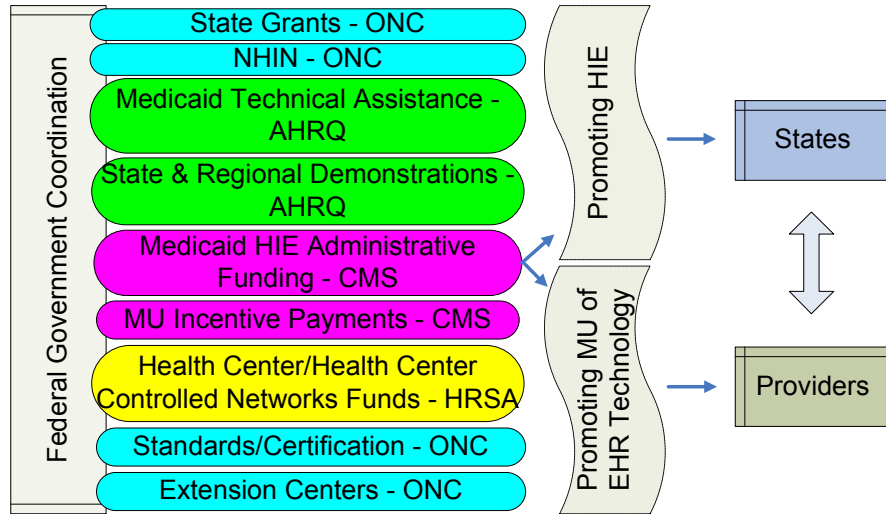 Federal Government Coordination
State Grants - ONC
NHIN - ONC
Medicaid Technical Assistance -
AHRQ
State & Regional Demonstrations -
AHRQ
Medicaid HIE Administrative
Funding - CMS
MU Incentive Payments - CMS
Health Center/Health Center
Controlled Networks Funds - HRSA
Standards/Certification - ONC
Extension Centers - ONC
Promoting HIE
Promoting MU of
EHR Technology
States
Providers